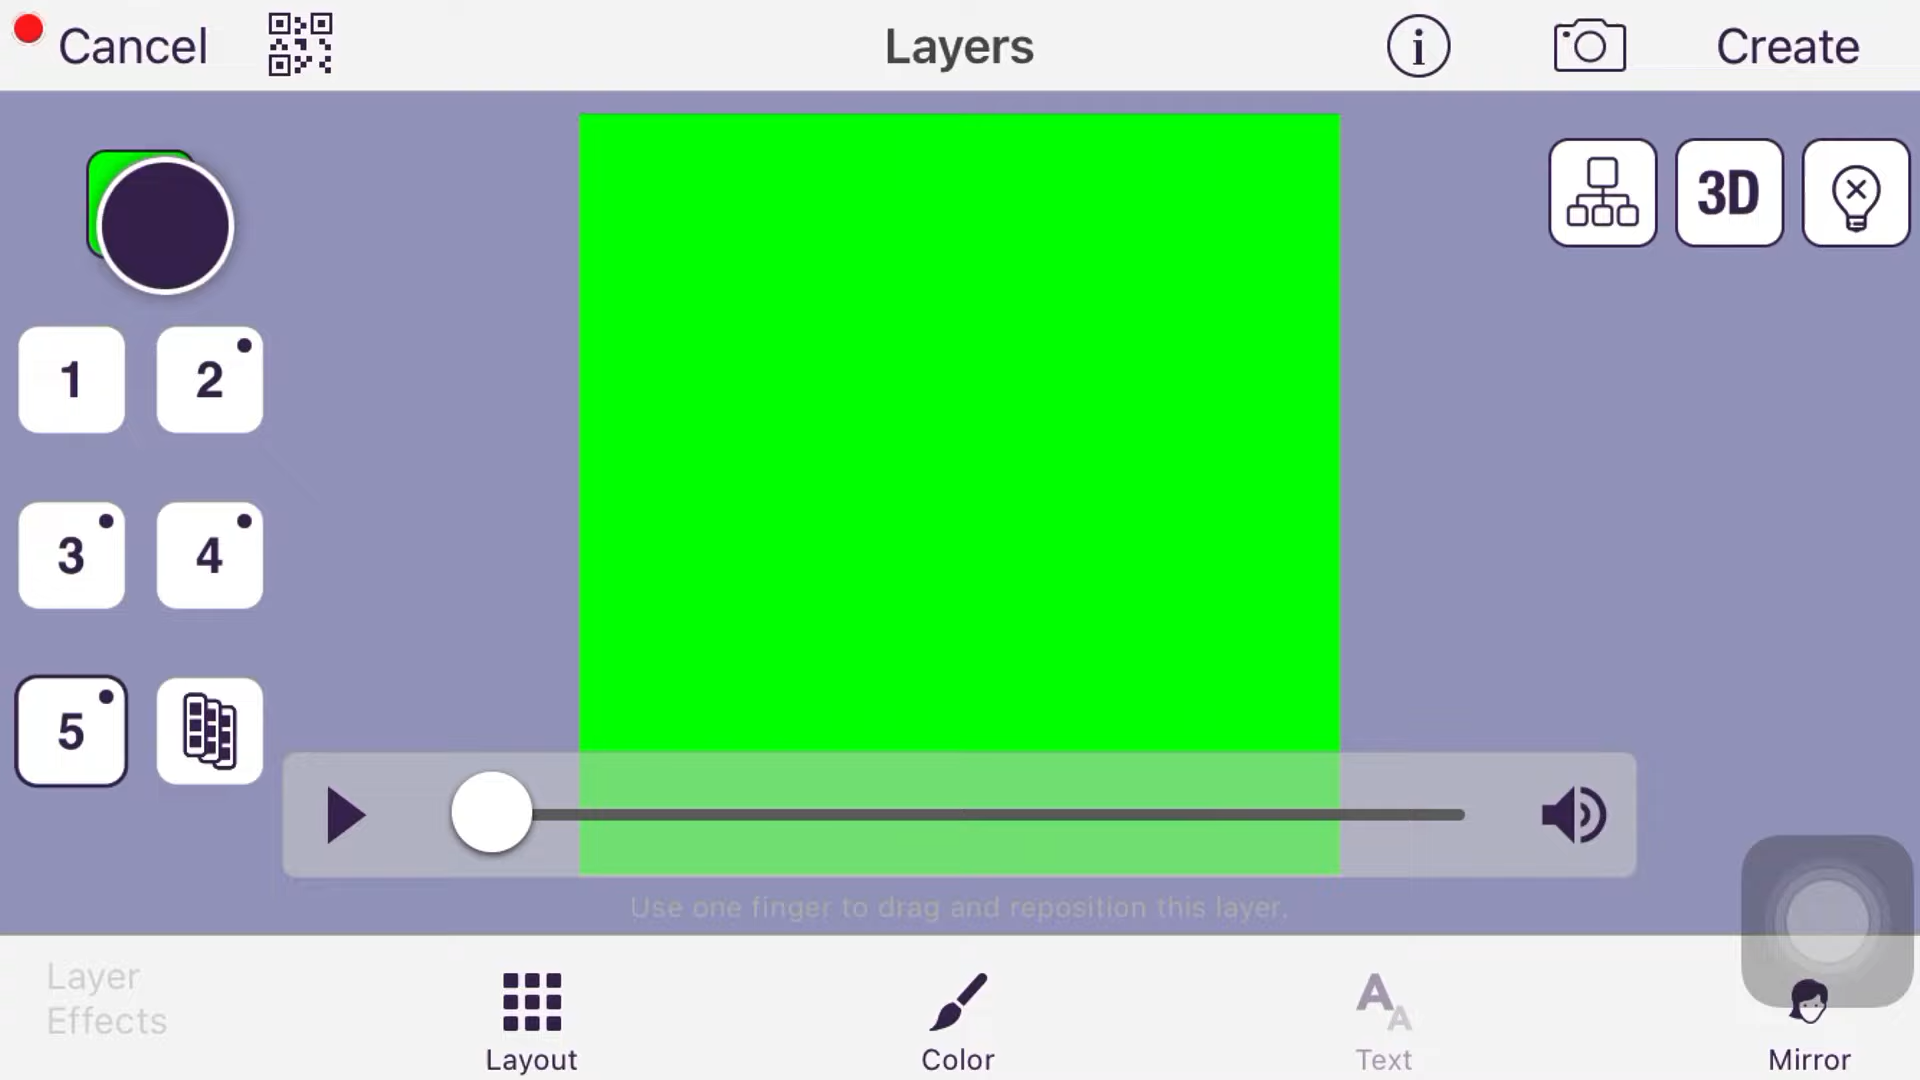 Cancel
Layers
i
Create
3D
1
2
3
4
5
Use one finger to drag and reposition this layer.
Layer
Effects
Layout
Color
Text
Mirror